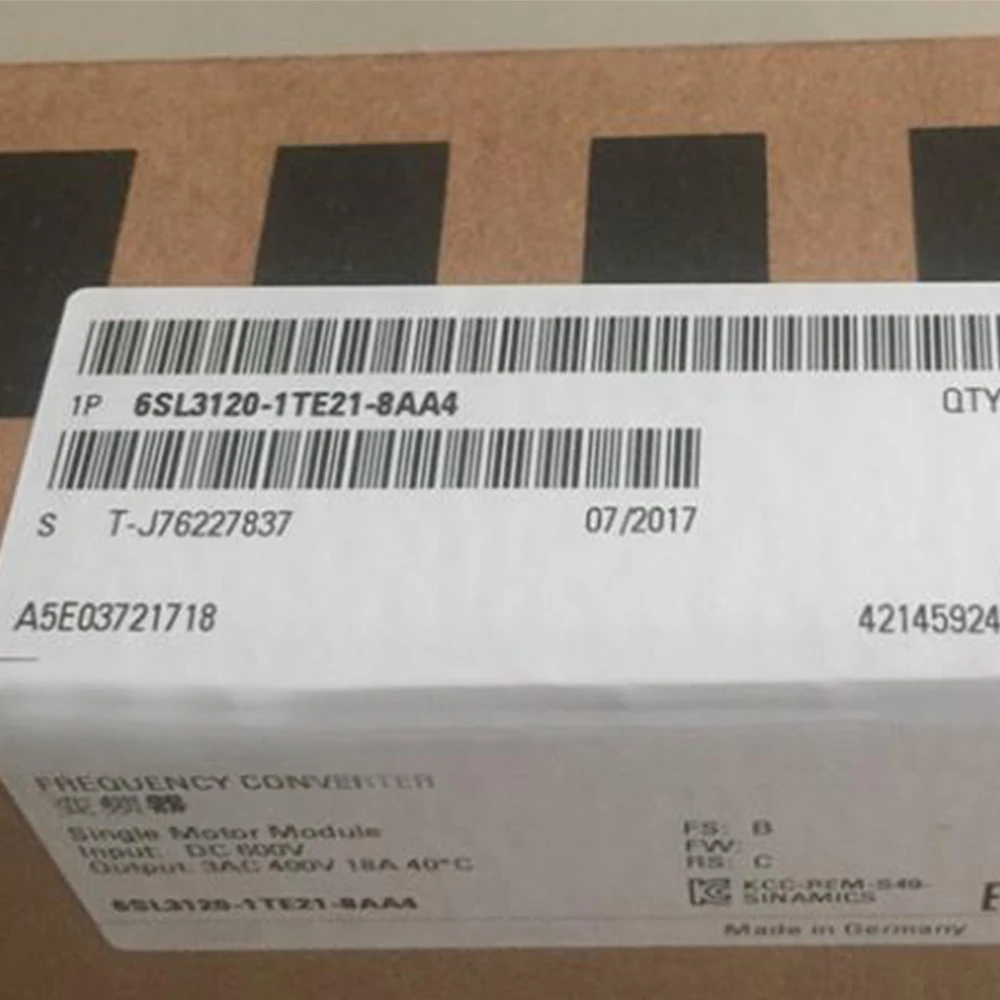 1P 6SL3120-1TE21-8AA4 QTY
S T-J76227837 07/2017
A5E03721718 42145924
FREQUENCY CONVERTER
变频器
Single Motor Module
Input: DC 600V
Output: 3AC 400V 18A 40°C
6SL3120-1TE21-8AA4
FS: B
FW:
RS: C
KCC-REM-S49-
SINAMICS
Made in Germany